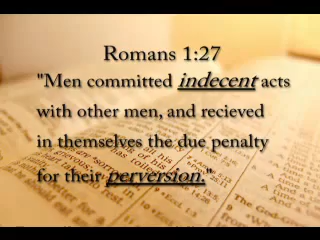 Romans 1:27
"Men committed indecent acts
with other men, and recieved
in themselves the due penalty
for their perversion."